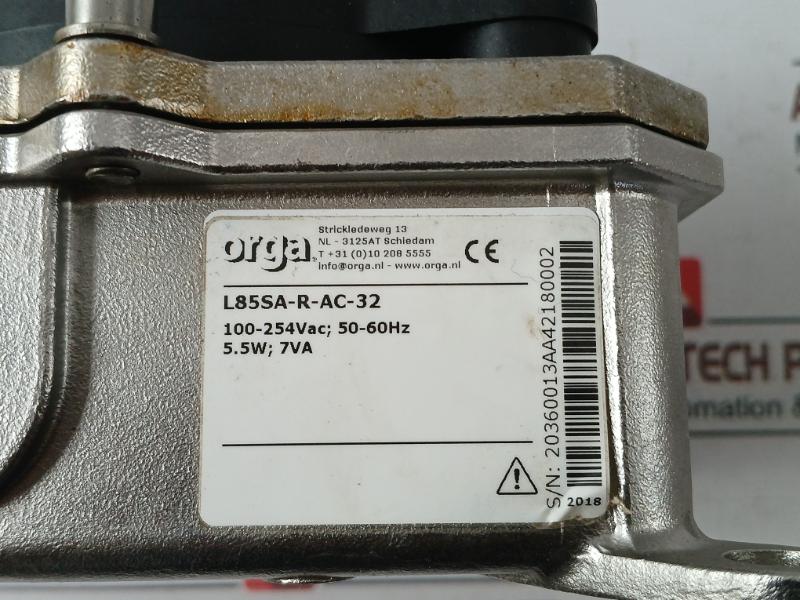 orga
Strickledeweg 13
NL - 3125AT Schiedam
T +31 (0)10 208 5555
info@orga.nl - www.orga.nl
CE
L85SA-R-AC-32
100-254Vac; 50-60Hz
5.5W; 7VA
S/N: 20360013AA42180002
2018
TECH